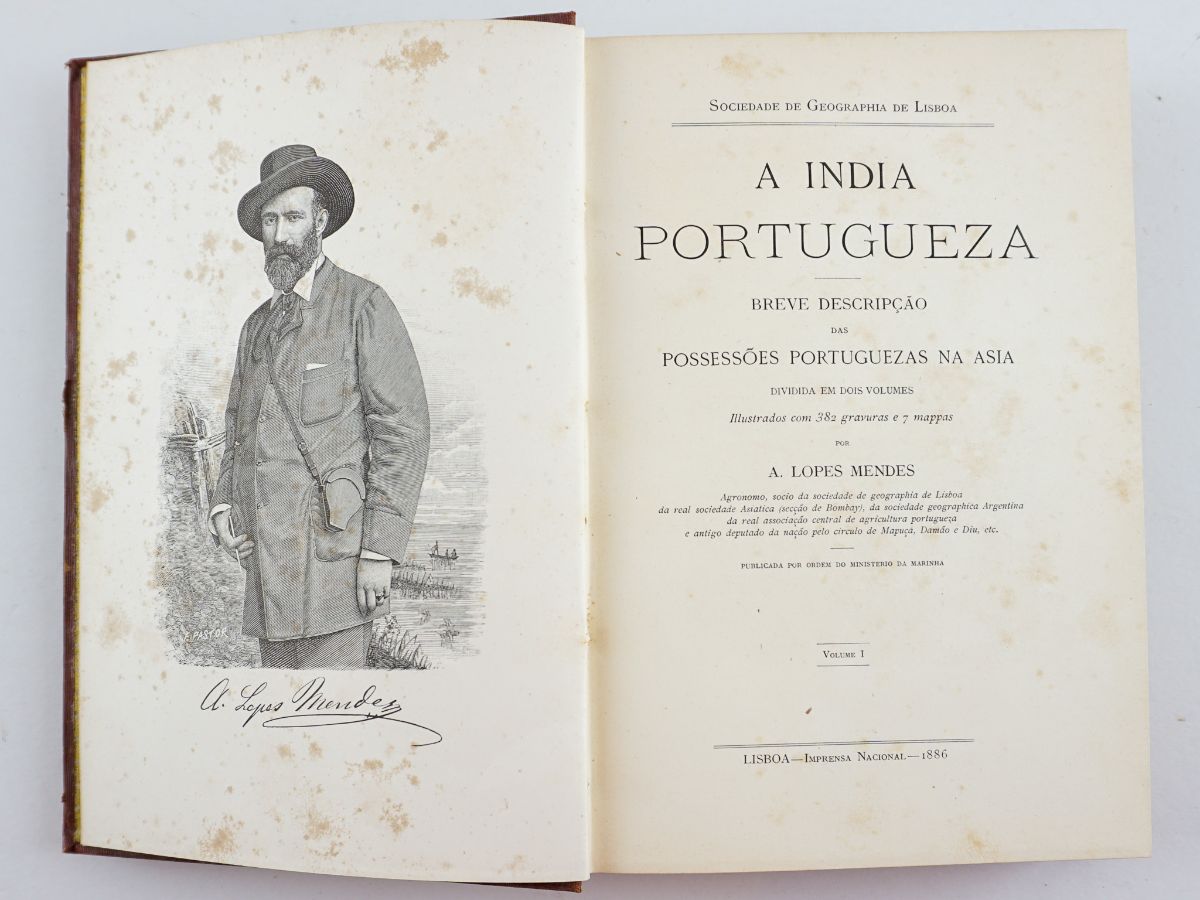 F. PASTOR
A. Lopes Mendes
SOCIEDADE DE GEOGRAPHIA DE LISBOA
A INDIA
PORTUGUEZA
BREVE DESCRIPÇÃO
DAS
POSSESSÕES PORTUGUEZAS NA ASIA
DIVIDIDA EM DOIS VOLUMES
Illustrados com 382 gravuras e 7 mappas
POR
A. LOPES MENDES
Agronomo, socio da sociedade de geographia de Lisboa
da real sociedade Asiatica (secção de Bombay), da sociedade geographica Argentina
da real associação central de agricultura portugueza
e antigo deputado da nação pelo circulo de Mapuçá, Damão e Diu, etc.
PUBLICADA POR ORDEM DO MINISTERIO DA MARINHA
VOLUME I
LISBOA—IMPRENSA NACIONAL—1886